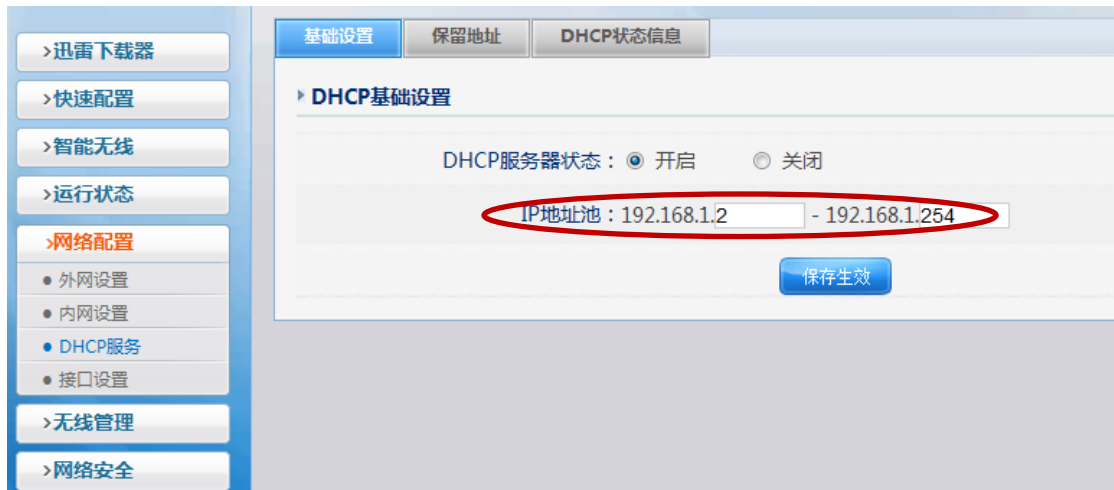 >迅雷下载器
>快速配置
>智能无线
>运行状态
>网络配置
● 外网设置
● 内网设置
● DHCP服务
● 接口设置
>无线管理
>网络安全
基础设置 保留地址 DHCP状态信息
DHCP基础设置
DHCP服务器状态： 开启 关闭
IP地址池：192.168.1.2 - 192.168.1.254
保存生效